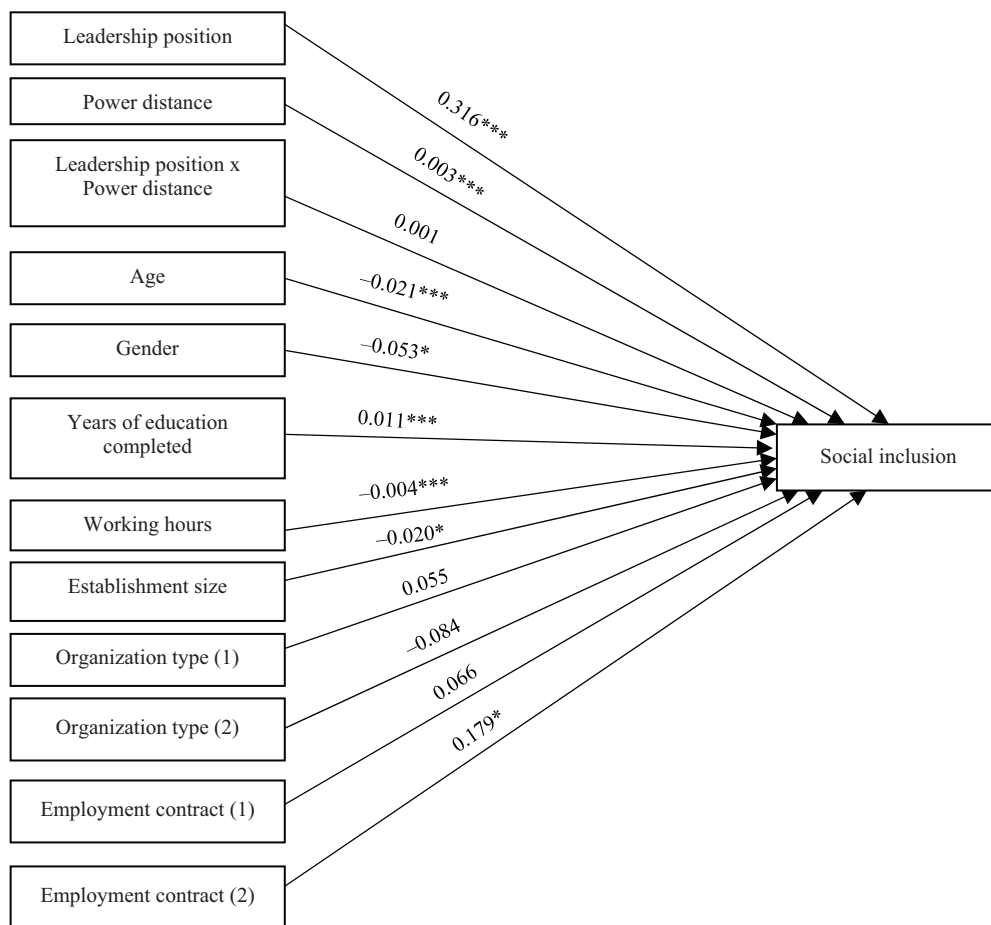 Leadership position
0.316***
Power distance
0.003***
Leadership position x
Power distance
0.001
Age
–0.021***
Gender
–0.053*
Years of education
completed
0.011***
Social inclusion
Working hours
–0.004***
Establishment size
–0.020*
Organization type (1)
0.055
Organization type (2)
–0.084
Employment contract (1)
0.066
Employment contract (2)
0.179*